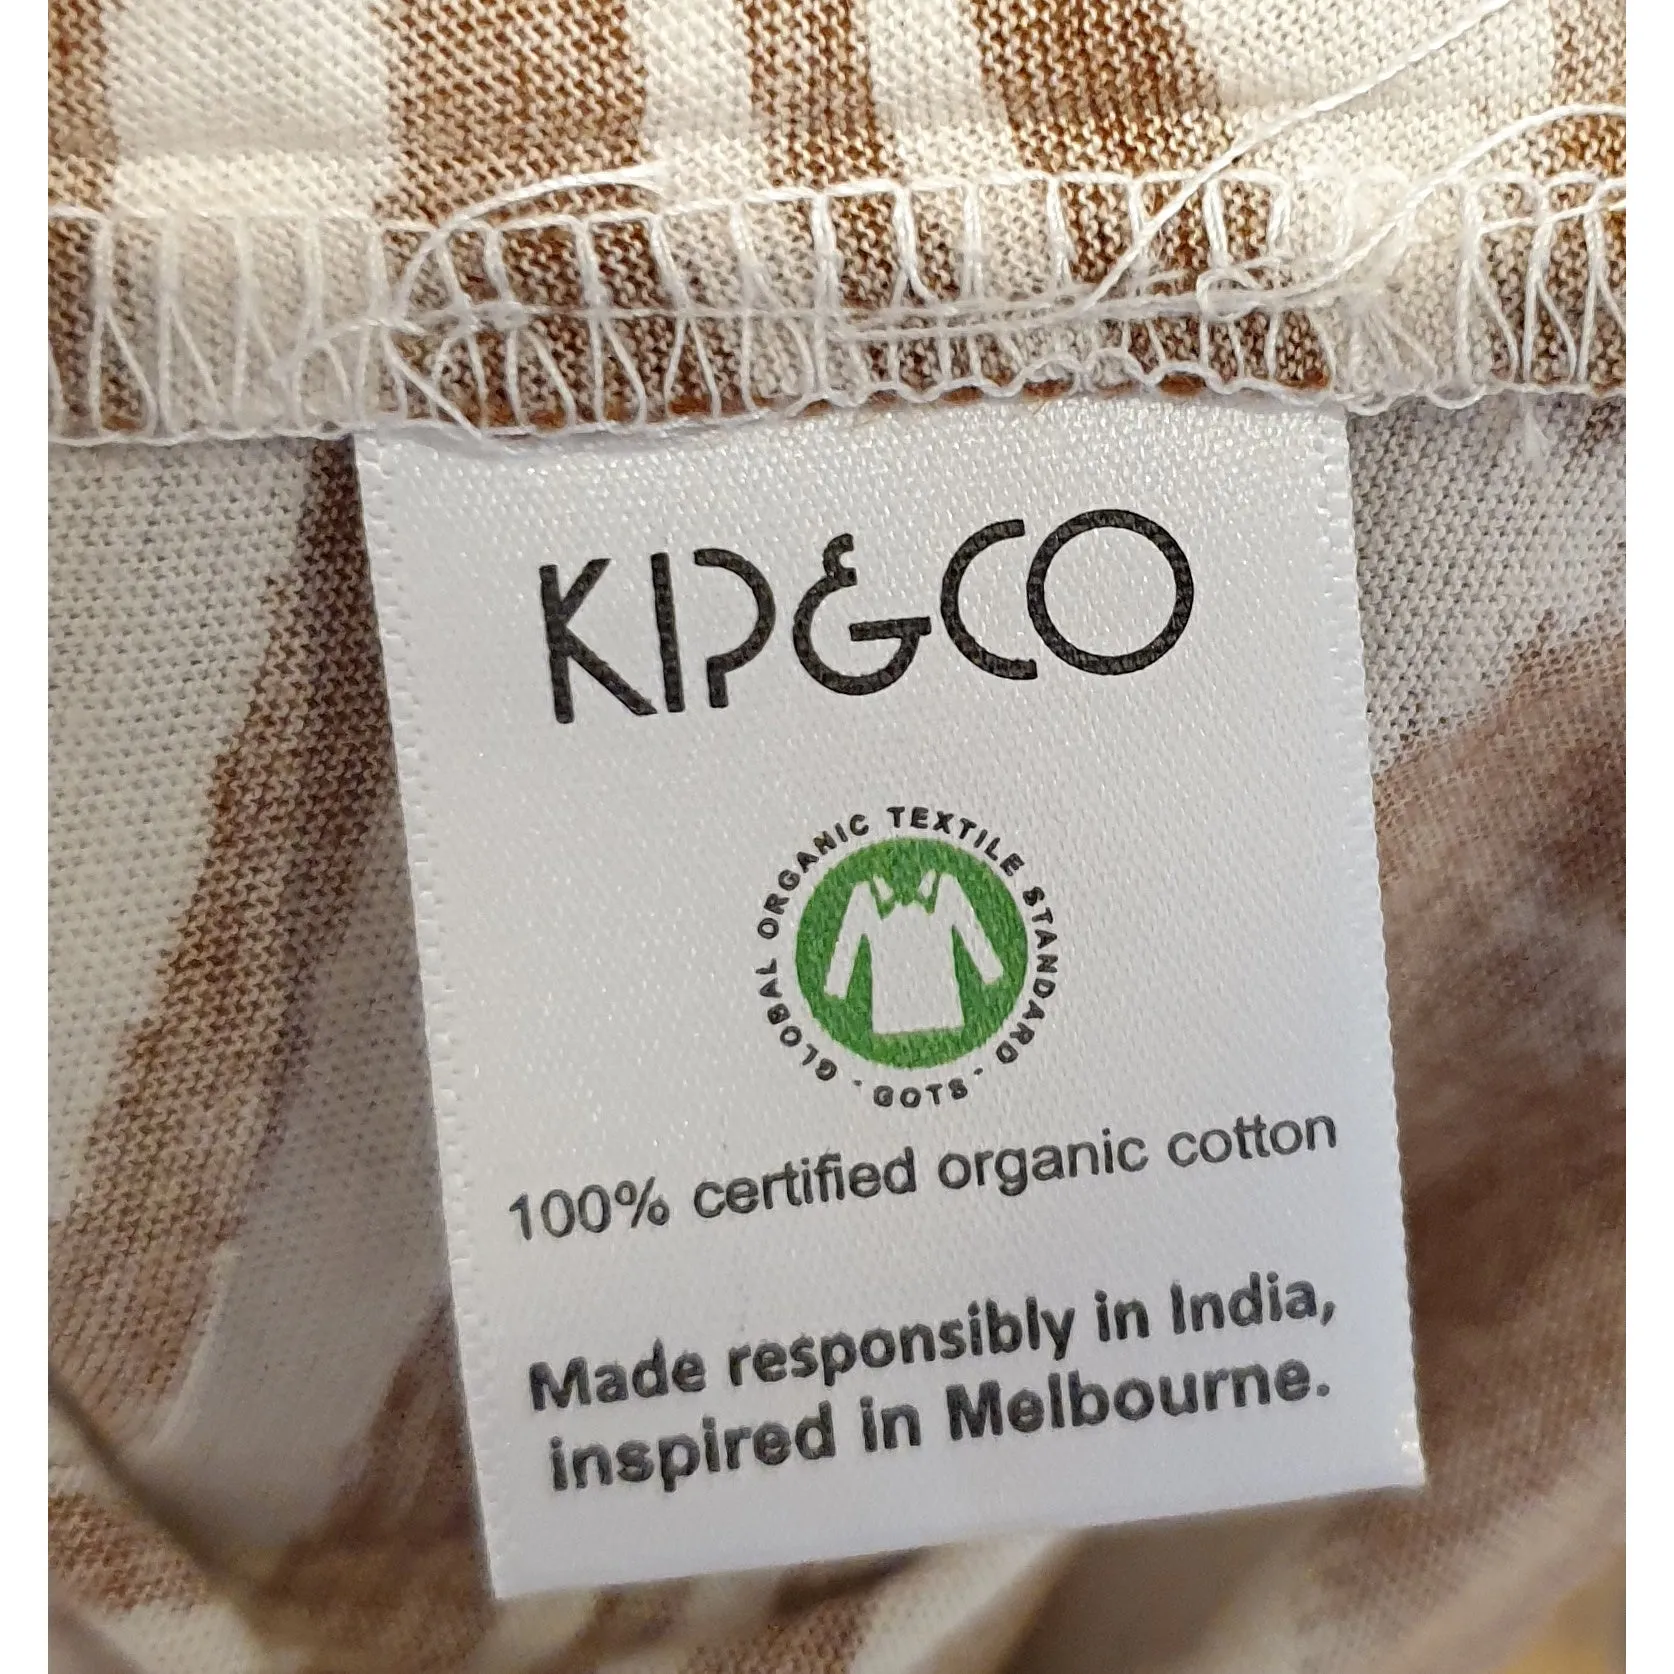 KIP&CO
GLOBAL ORGANIC TEXTILE STANDARD · GOTS ·
100% certified organic cotton
Made responsibly in India,
inspired in Melbourne.